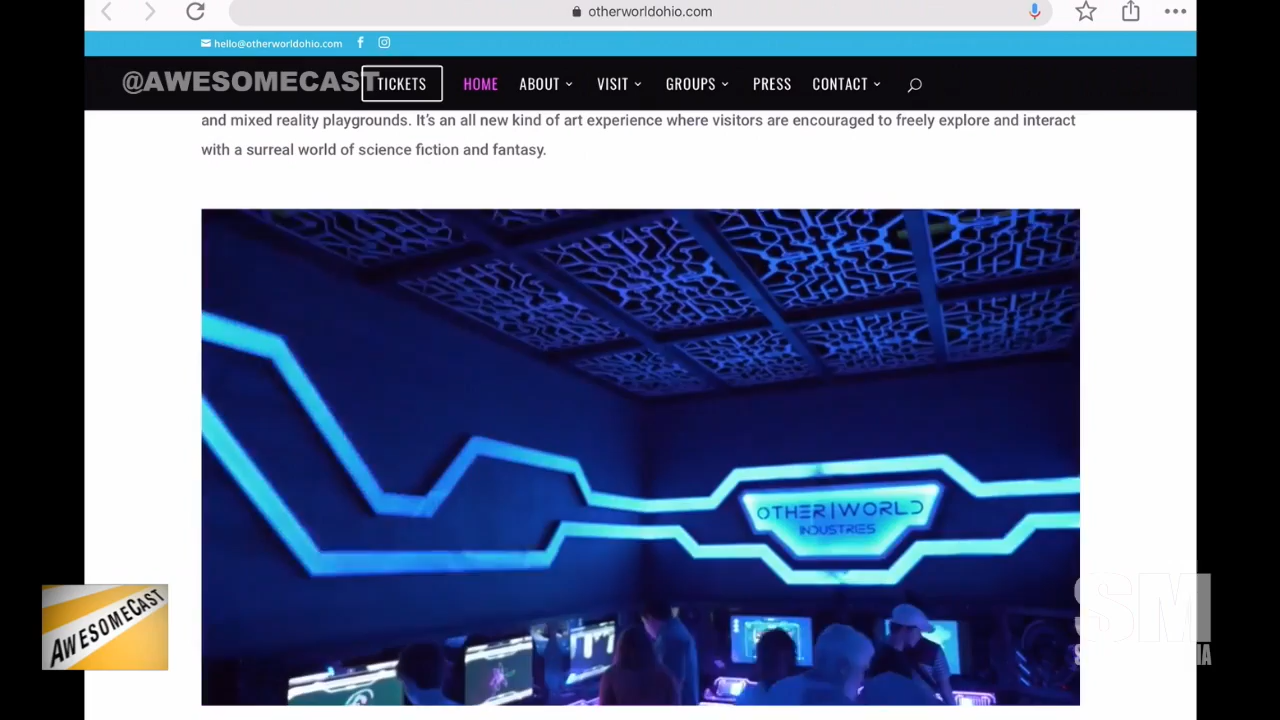 otherworldohio.com
hello@otherworldohio.com
@AWESOMECAST
TICKETS HOME ABOUT VISIT GROUPS PRESS CONTACT
and mixed reality playgrounds. It's an all new kind of art experience where visitors are encouraged to freely explore and interact
with a surreal world of science fiction and fantasy.
OTHER|WORLD
INDUSTRIES
AWESOMECAST
SM